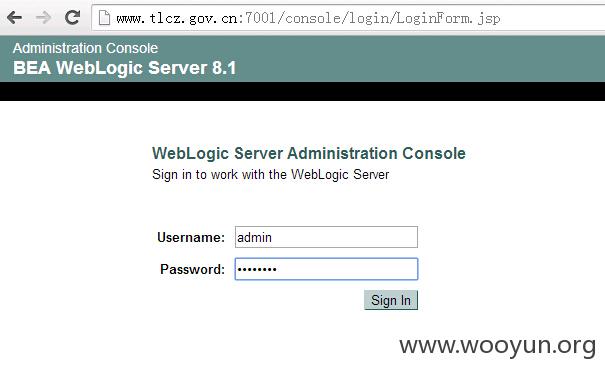 www.tlcz.gov.cn:7001/console/login/LoginForm.jsp
Administration Console
BEA WebLogic Server 8.1
WebLogic Server Administration Console
Sign in to work with the WebLogic Server
Username: admin
Password: ••••••••
Sign In
www.wooyun.org